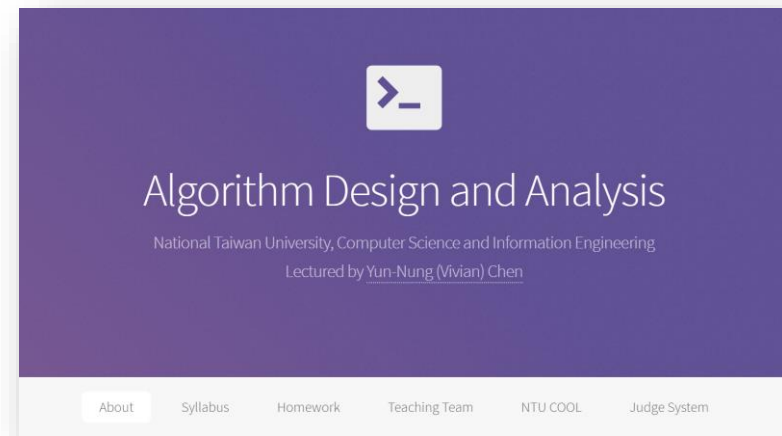 Algorithm Design and Analysis
National Taiwan University, Computer Science and Information Engineering
Lectured by Yun-Nung (Vivian) Chen
About Syllabus Homework Teaching Team NTU COOL Judge System